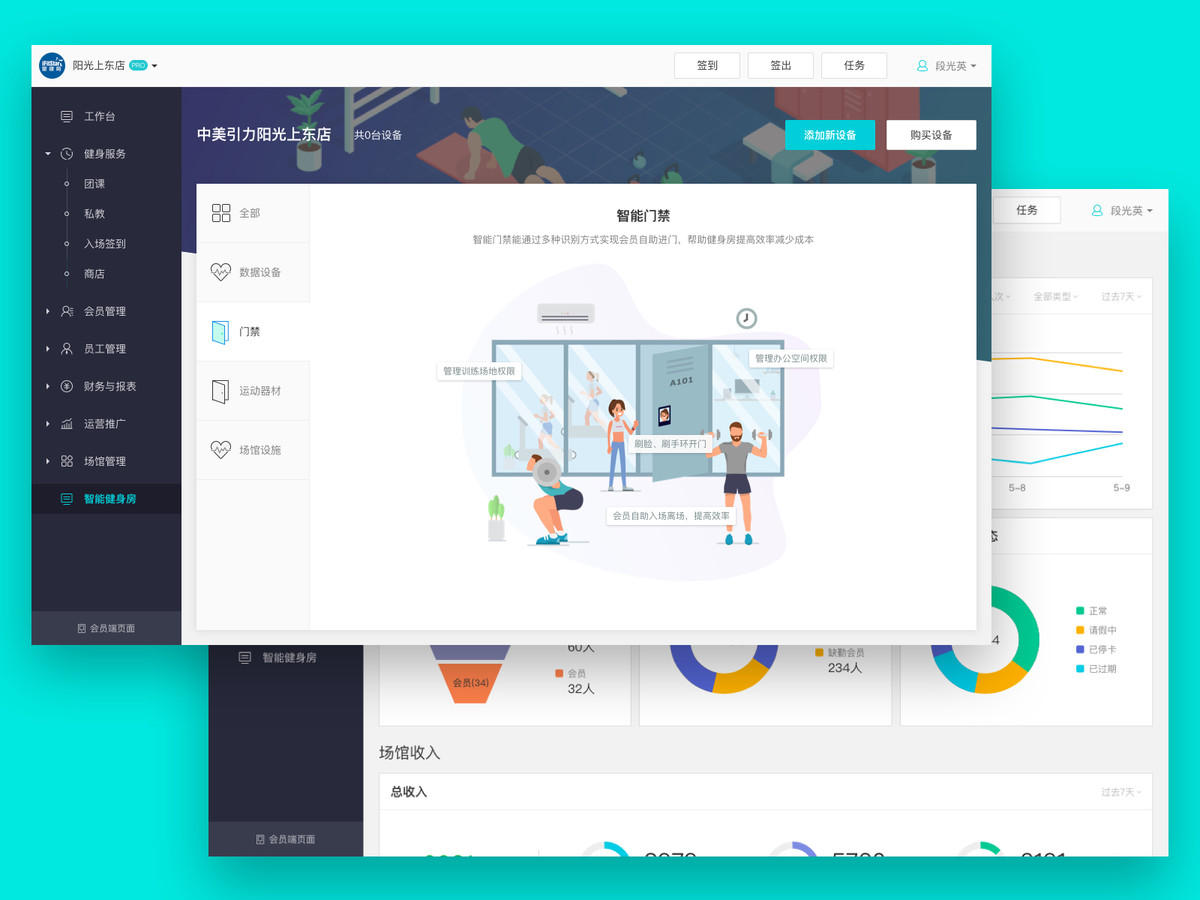 阳光上东店 PRO
签到
签出
任务
段光英
工作台
健身服务
团课
私教
入场签到
商店
会员管理
员工管理
财务与报表
运营推广
场馆管理
智能健身房
会员端页面
中美引力阳光上东店
共0台设备
添加新设备
购买设备
全部
数据设备
门禁
运动器材
场馆设施
智能门禁
智能门禁能通过多种识别方式实现会员自助进门，帮助健身房提高效率减少成本
管理训练场地权限
管理办公空间权限
A101
刷脸、刷手环开门
会员自助入场离场，提高效率
任务
段光英
次
全部类型
过去7天
5-8
5-9
态
4
正常
请假中
已停卡
已过期
智能健身房
会员端页面
60人
会员(34)
会员
32人
缺勤会员
234人
场馆收入
总收入
过去7天